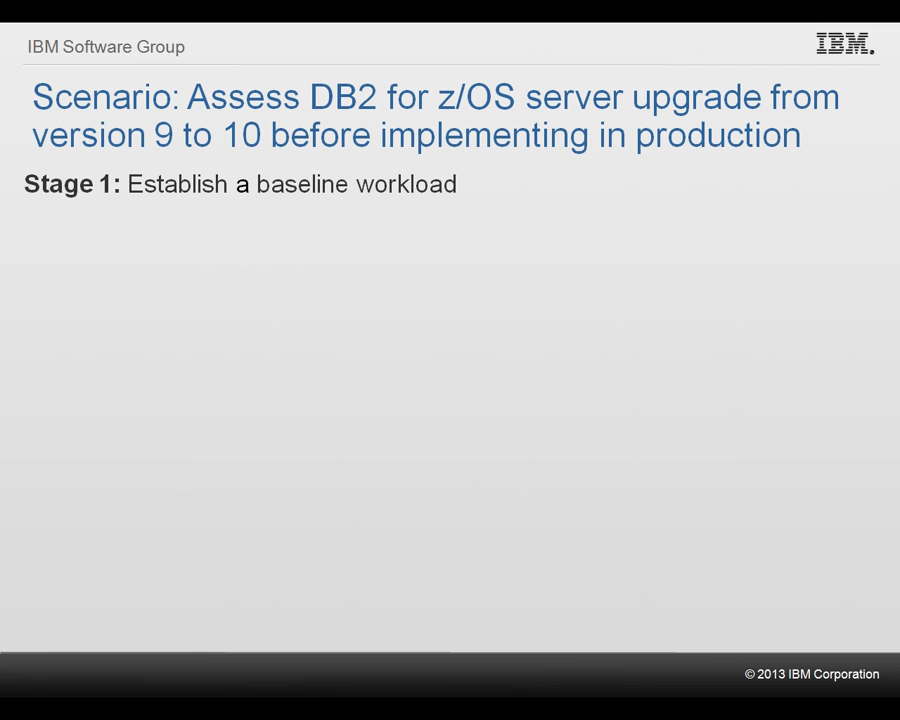 IBM Software Group
IBM.
Scenario: Assess DB2 for z/OS server upgrade from
version 9 to 10 before implementing in production
Stage 1: Establish a baseline workload
© 2013 IBM Corporation